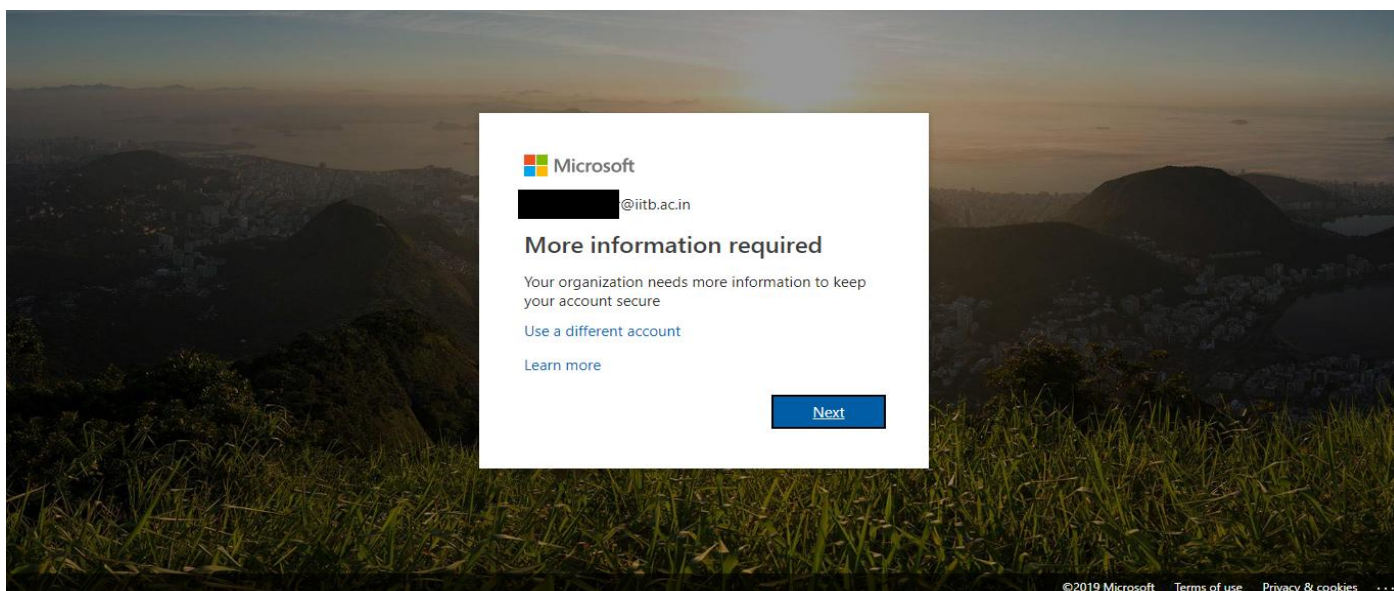 Microsoft
@iitb.ac.in
More information required
Your organization needs more information to keep
your account secure
Use a different account
Learn more
Next
©2019 Microsoft Terms of use Privacy & cookies ...